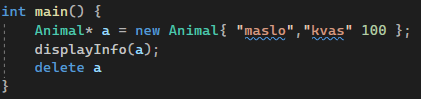 int main() {
Animal* a = new Animal{ "maslo","kvas" 100 };
displayInfo(a);
delete a
}